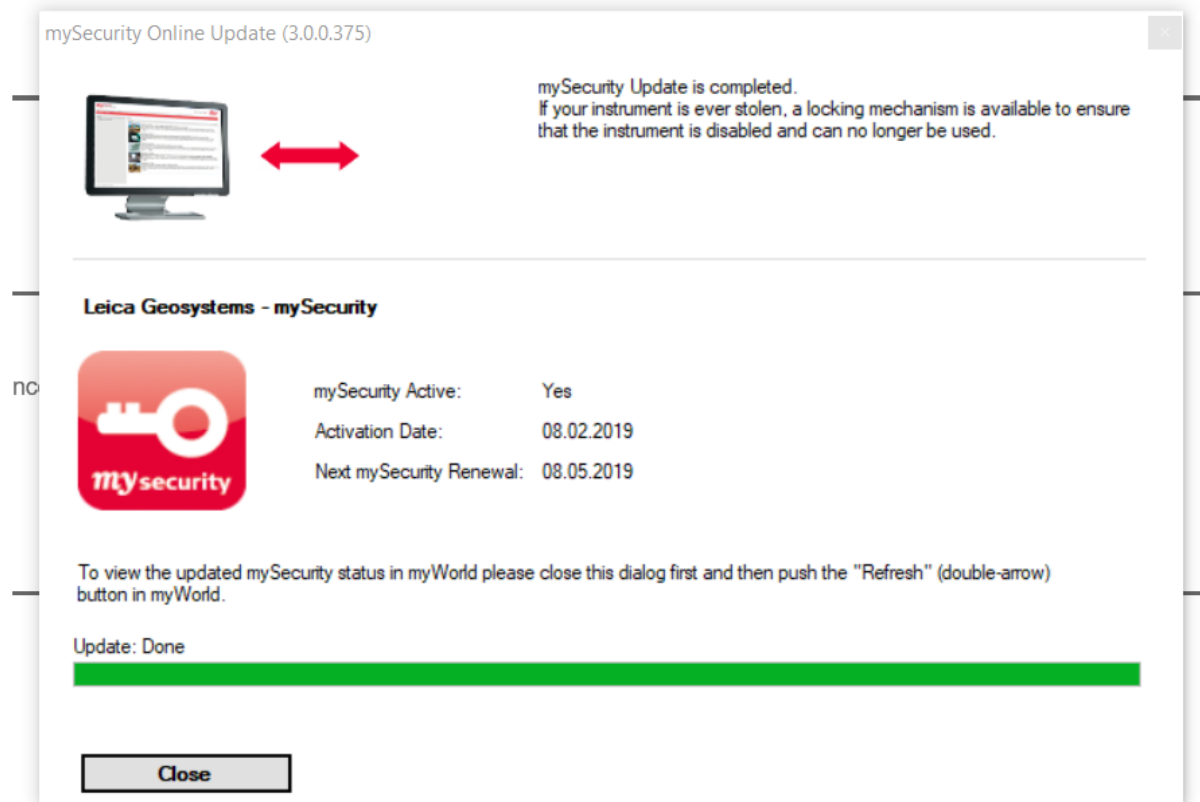 mySecurity Online Update (3.0.0.375)
mySecurity Update is completed.
If your instrument is ever stolen, a locking mechanism is available to ensure
that the instrument is disabled and can no longer be used.
Leica Geosystems - mySecurity
mysecurity
mySecurity Active: Yes
Activation Date: 08.02.2019
Next mySecurity Renewal: 08.05.2019
To view the updated mySecurity status in myWorld please close this dialog first and then push the "Refresh" (double-arrow)
button in myWorld.
Update: Done
Close